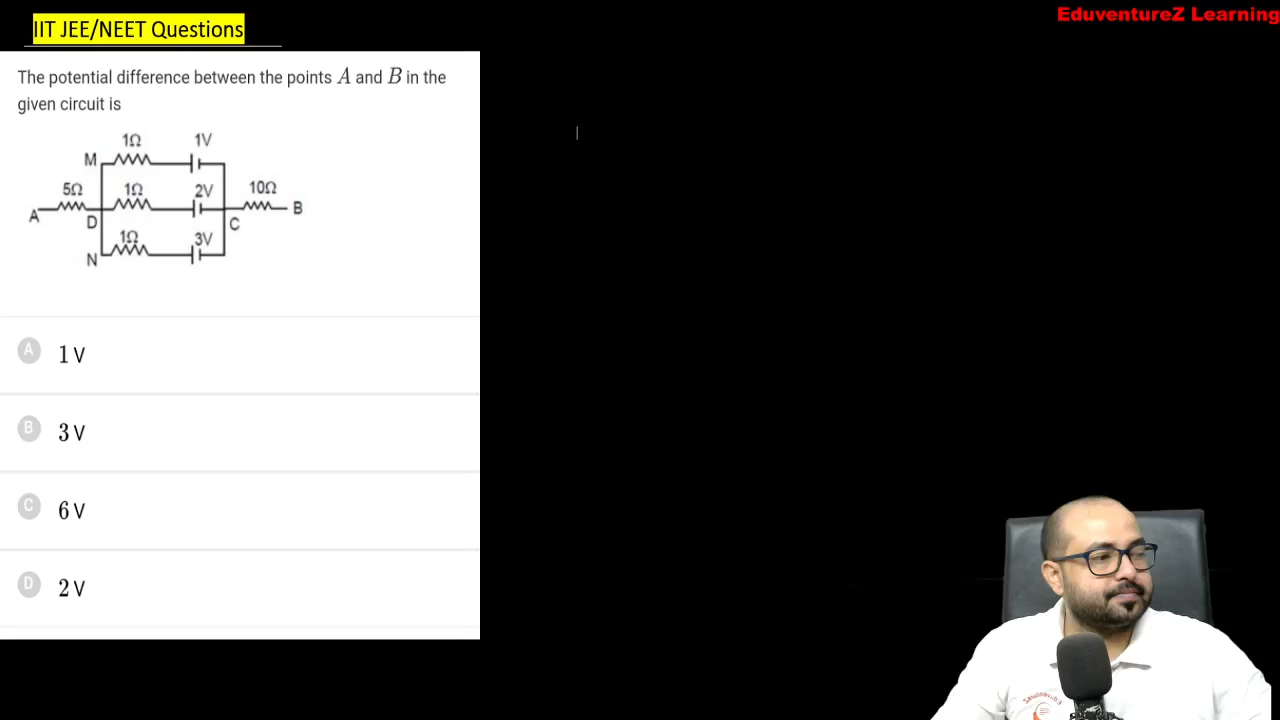 IIT JEE/NEET Questions
EduventureZ Learning
The potential difference between the points A and B in the
given circuit is
1Ω 1V
M
5Ω 1Ω 2V 10Ω
A D C B
1Ω 3V
N
A 1 V
B 3 V
C 6 V
D 2 V